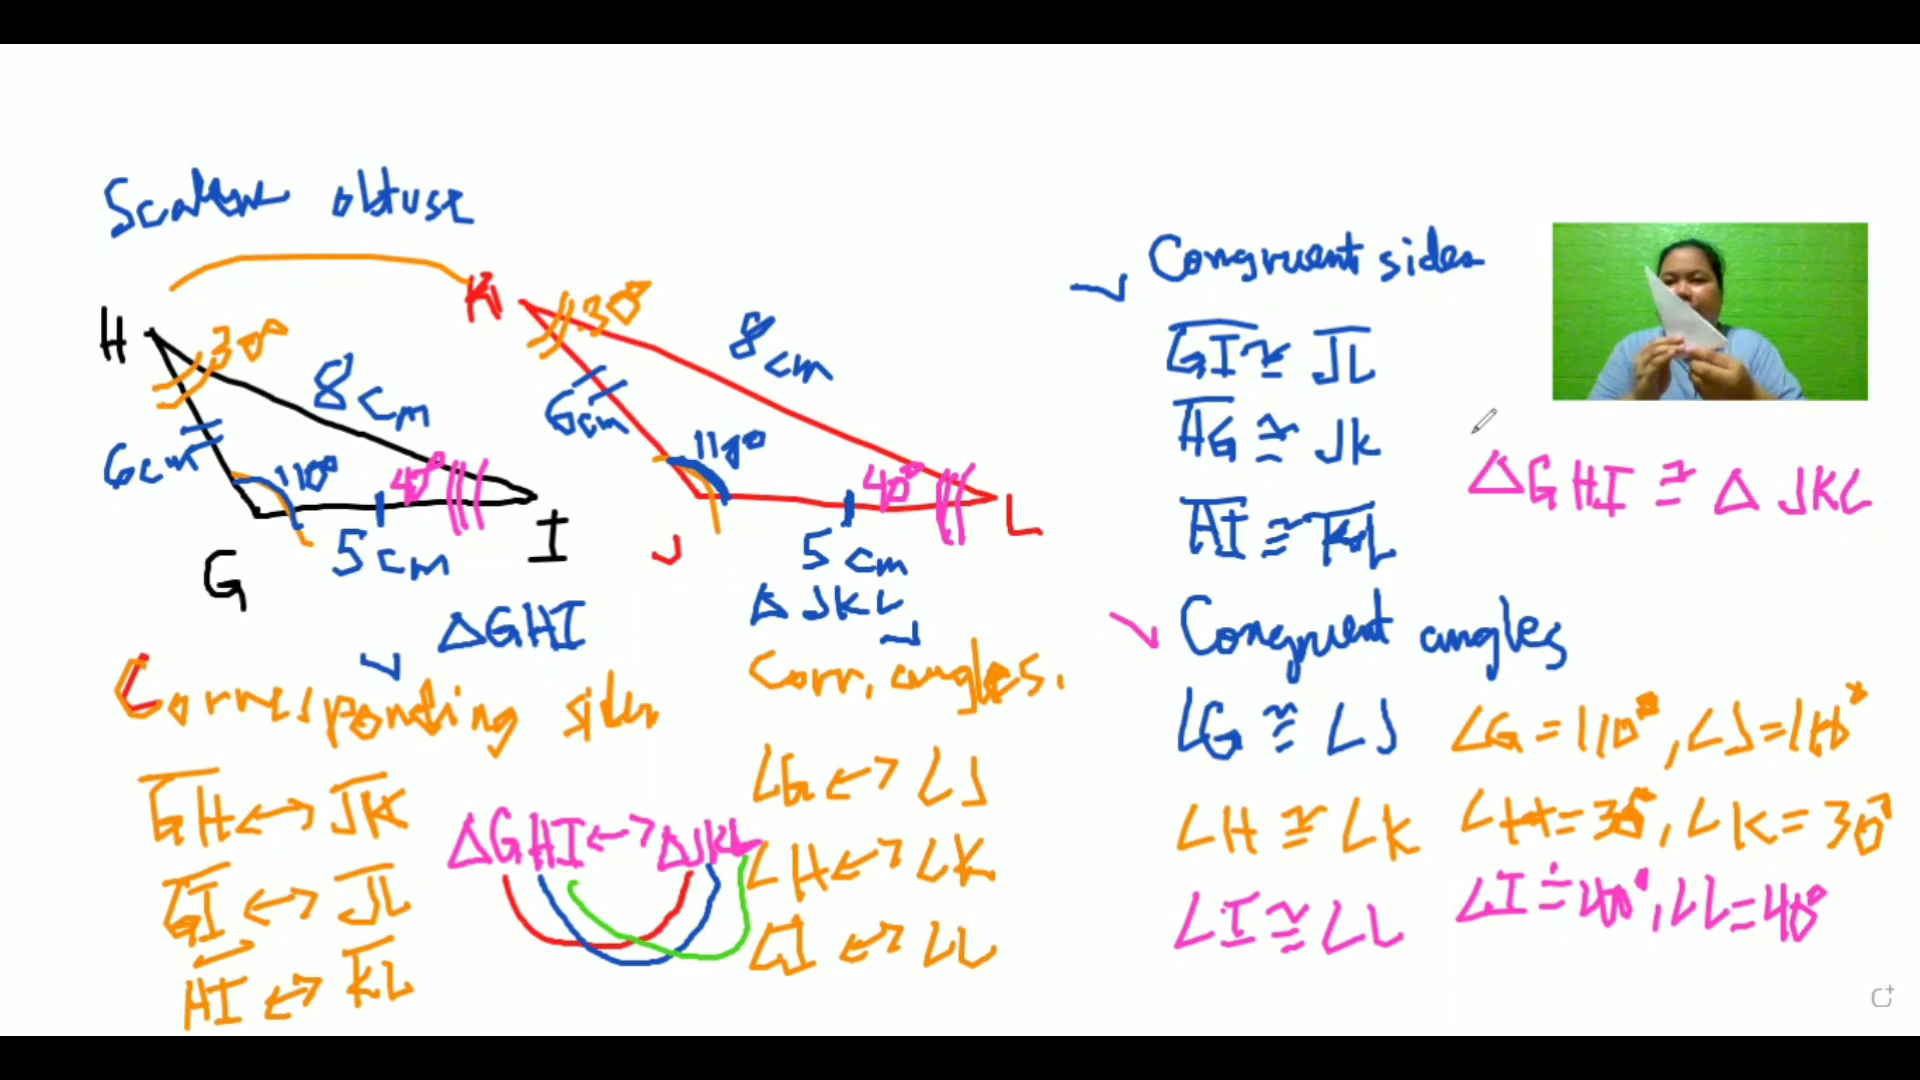 Scalene obtuse
H
30°
8 cm
6cm
110°
40°
5 cm
G
I
△GHI
K
30°
8 cm
6cm
110°
40°
5 cm
J
L
△JKL
Corresponding sides
GH ↔ JK
GI ↔ JL
HI ↔ KL
△GHI ↔ △JKL
Corr. angles.
∠G ↔ ∠J
∠H ↔ ∠K
∠I ↔ ∠L
Congruent sides
GI ≅ JL
HG ≅ JK
HI ≅ KL
△GHI ≅ △JKL
Congruent angles
∠G ≅ ∠J ∠G = 110°, ∠J = 110°
∠H ≅ ∠K ∠H = 30°, ∠K = 30°
∠I ≅ ∠L ∠I = 40°, ∠L = 40°